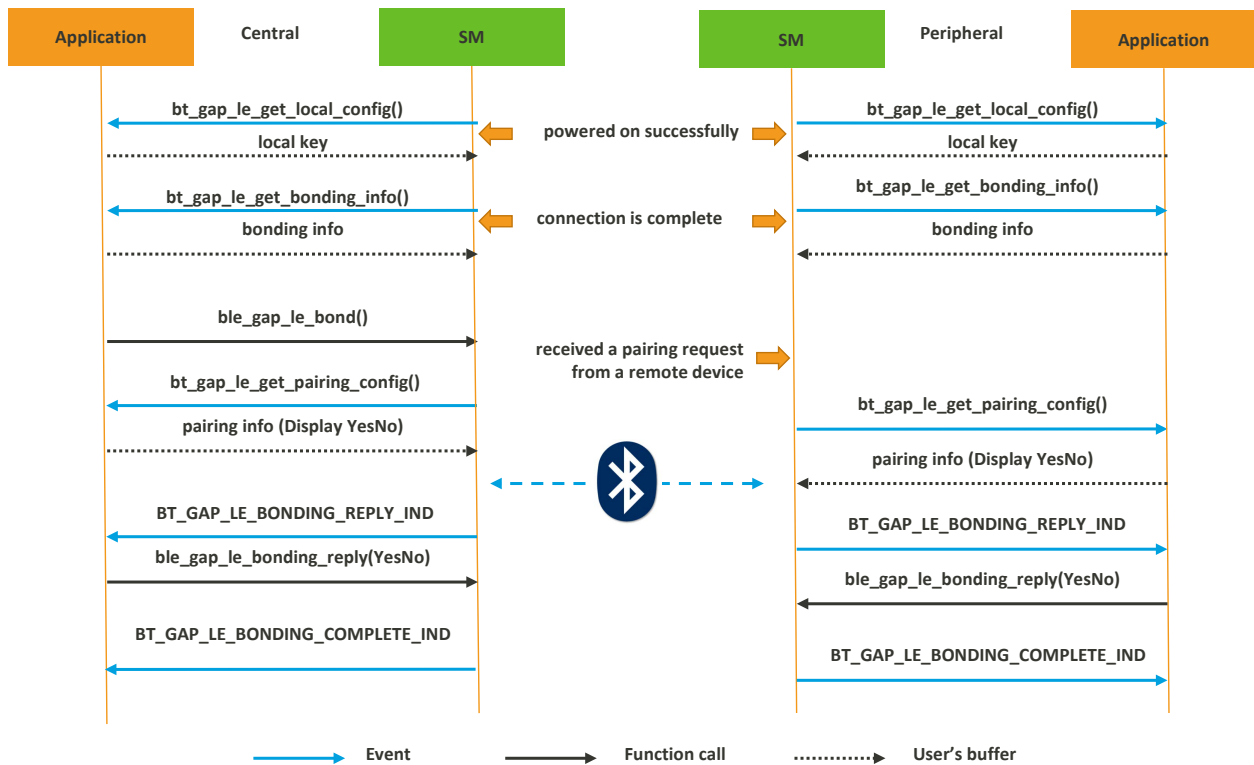 Application
Central
SM
SM
Peripheral
Application
bt_gap_le_get_local_config()
powered on successfully
bt_gap_le_get_local_config()
local key
local key
bt_gap_le_get_bonding_info()
connection is complete
bt_gap_le_get_bonding_info()
bonding info
bonding info
ble_gap_le_bond()
received a pairing request
from a remote device
bt_gap_le_get_pairing_config()
bt_gap_le_get_pairing_config()
pairing info (Display YesNo)
pairing info (Display YesNo)
BT_GAP_LE_BONDING_REPLY_IND
BT_GAP_LE_BONDING_REPLY_IND
ble_gap_le_bonding_reply(YesNo)
ble_gap_le_bonding_reply(YesNo)
BT_GAP_LE_BONDING_COMPLETE_IND
BT_GAP_LE_BONDING_COMPLETE_IND
Event
Function call
User's buffer